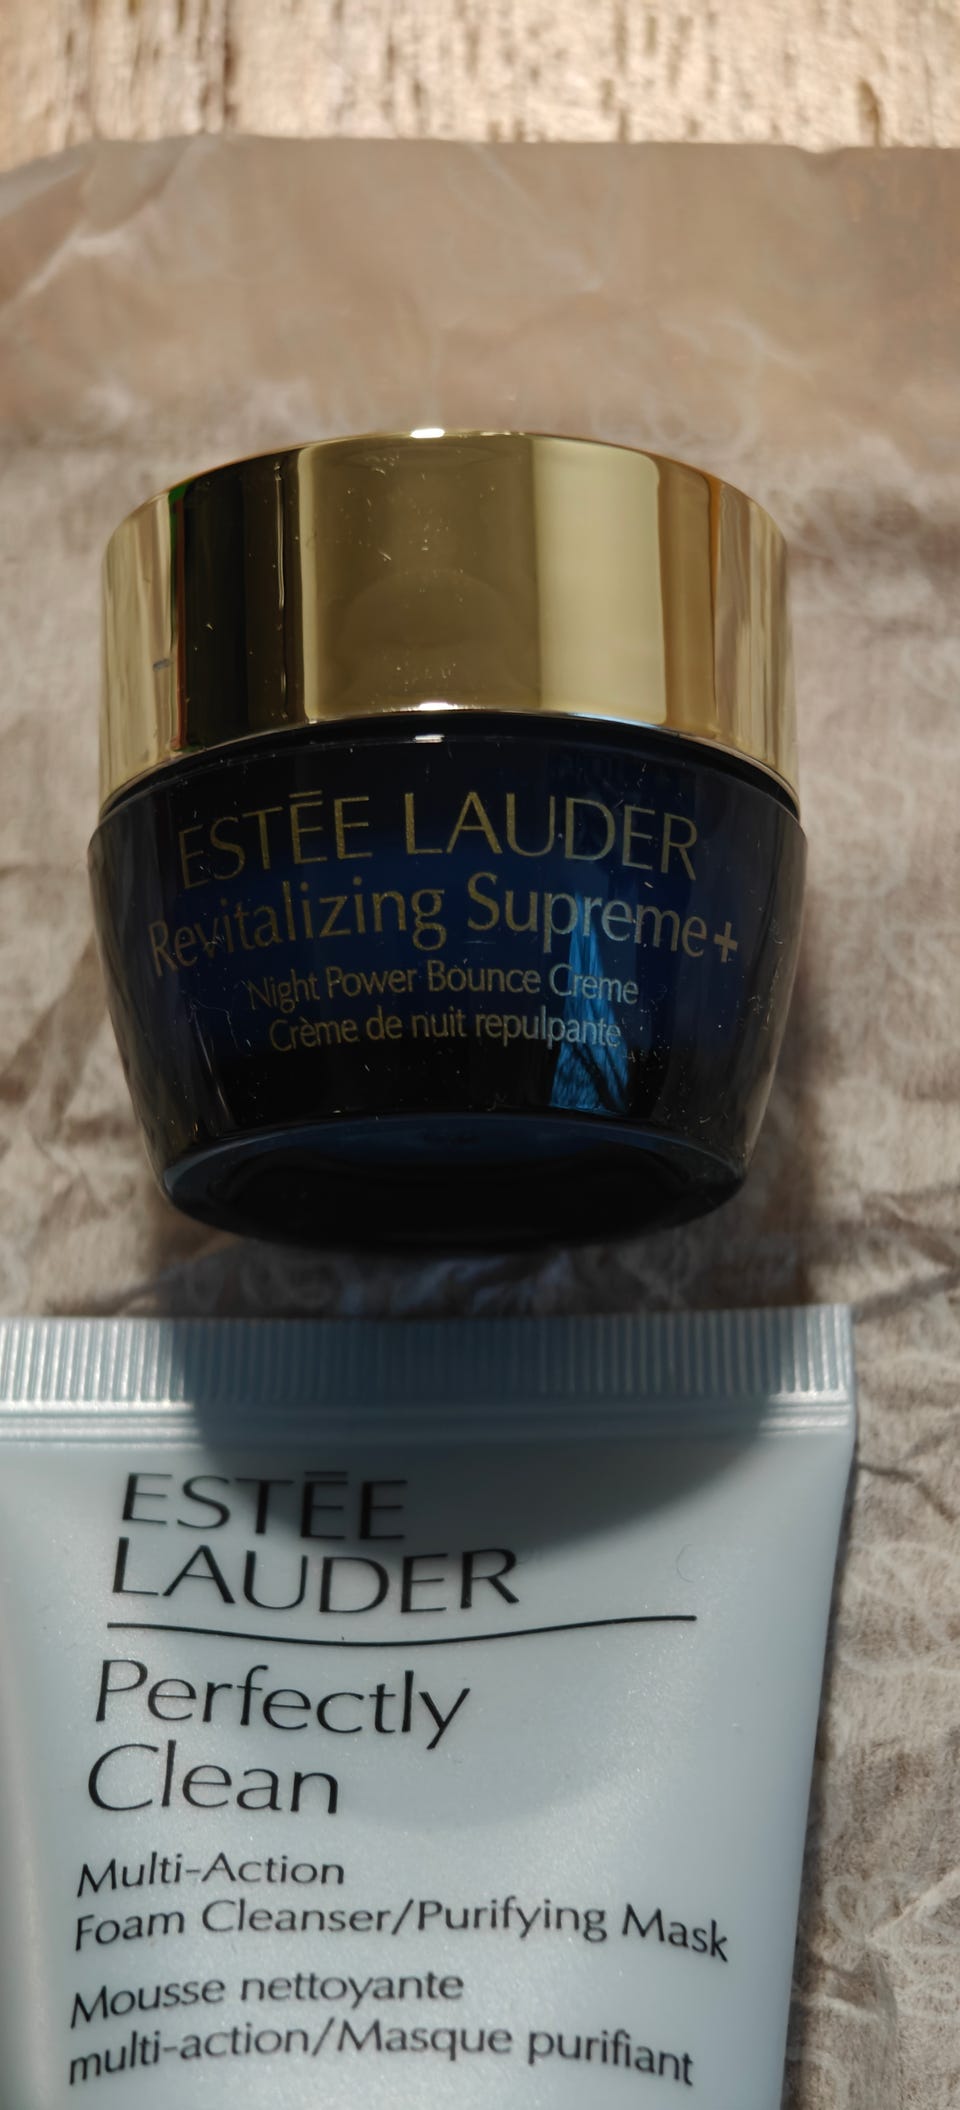 ESTĒE LAUDER
Revitalizing Supreme+
Night Power Bounce Creme
Crème de nuit repulpante
ESTĒE
LAUDER
Perfectly
Clean
Multi-Action
Foam Cleanser/Purifying Mask
Mousse nettoyante
multi-action/Masque purifiant